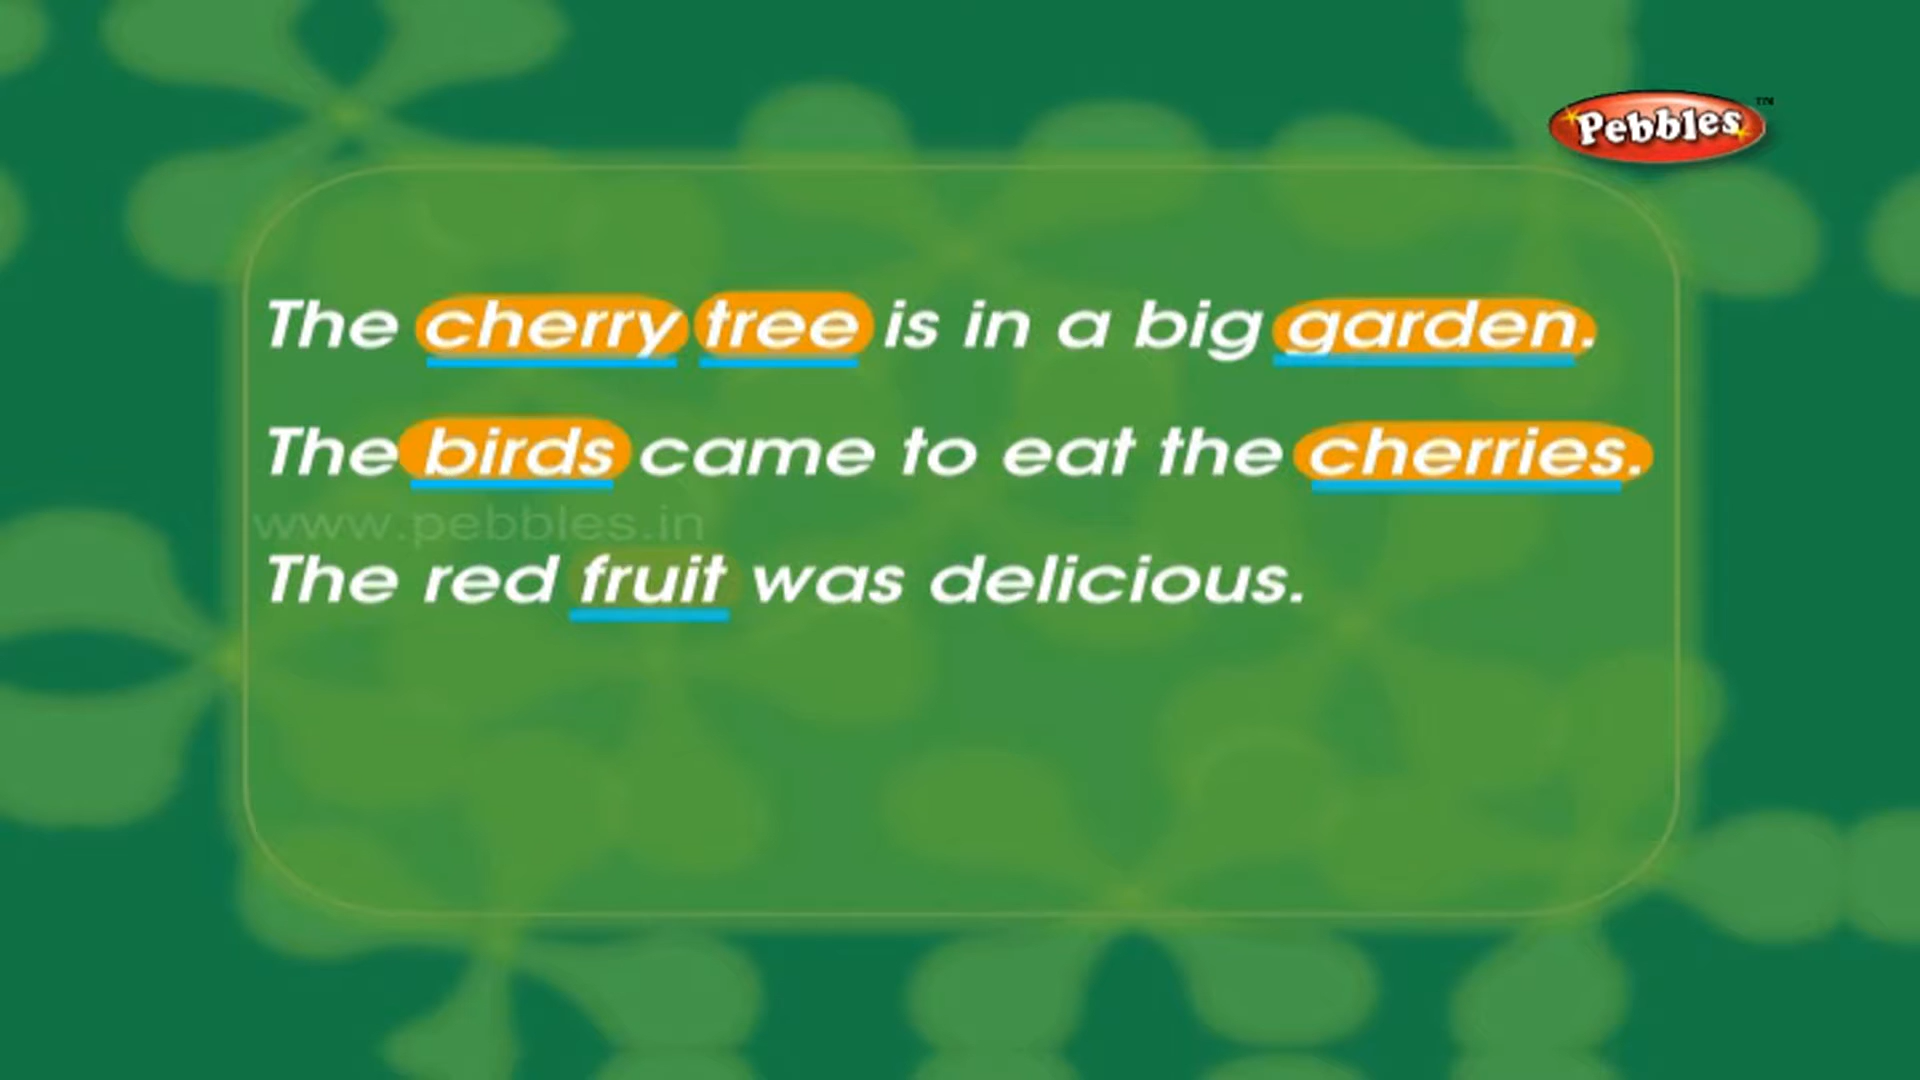 Pebbles™
The cherry tree is in a big garden.
The birds came to eat the cherries.
www.pebbles.in
The red fruit was delicious.